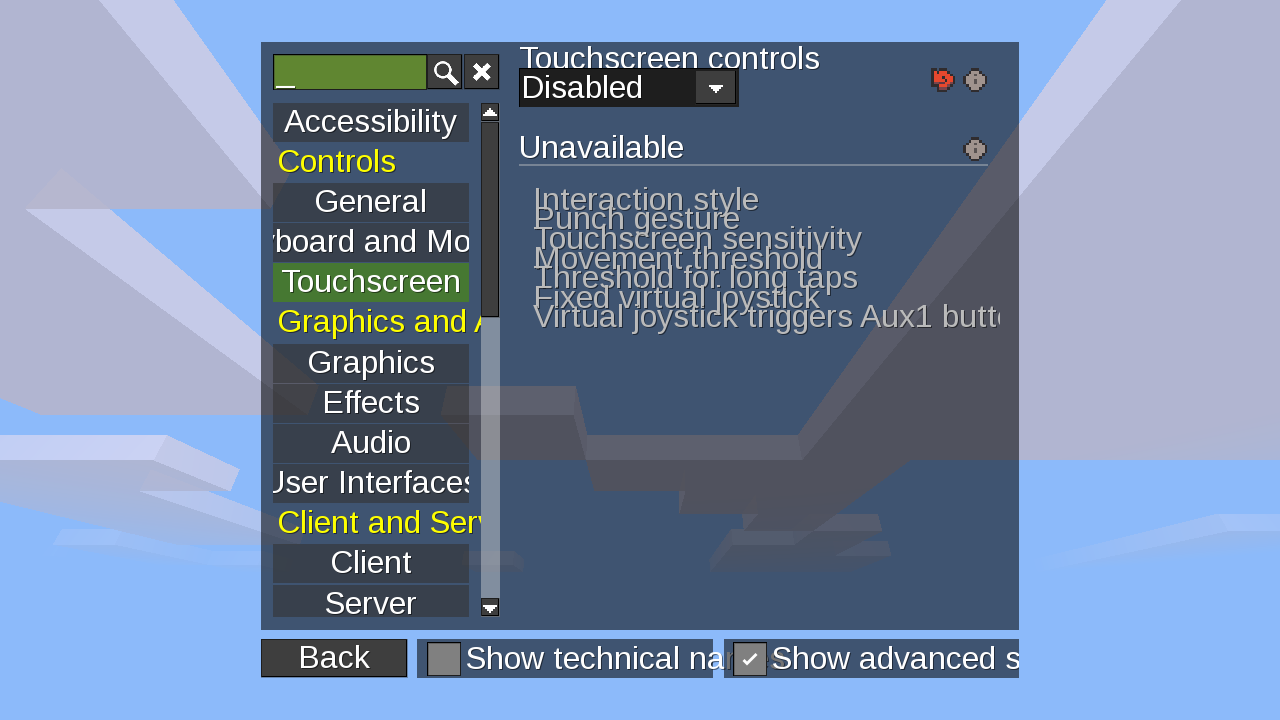 Touchscreen controls
Disabled
Accessibility
Controls
General
board and Mo
Touchscreen
Graphics and
Graphics
Effects
Audio
User Interfaces
Client and Serv
Client
Server
Unavailable
Interaction style
Punch gesture
Touchscreen sensitivity
Movement threshold
Threshold for long taps
Fixed virtual joystick
Virtual joystick triggers Aux1 butto
Back
Show technical na
Show advanced s